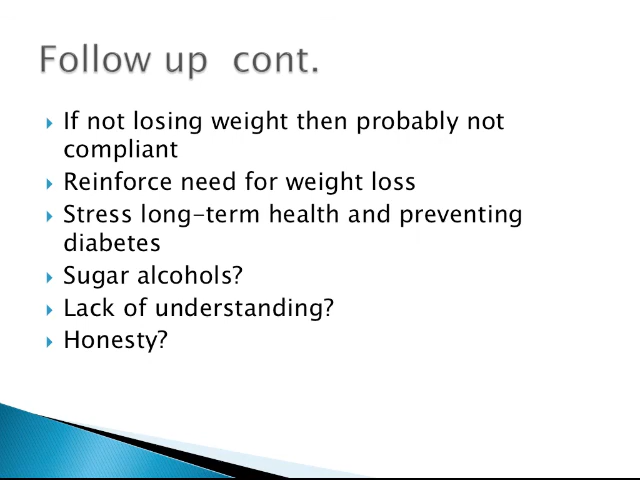 Follow up  cont.
If not losing weight then probably not
compliant
Reinforce need for weight loss
Stress long-term health and preventing
diabetes
Sugar alcohols?
Lack of understanding?
Honesty?